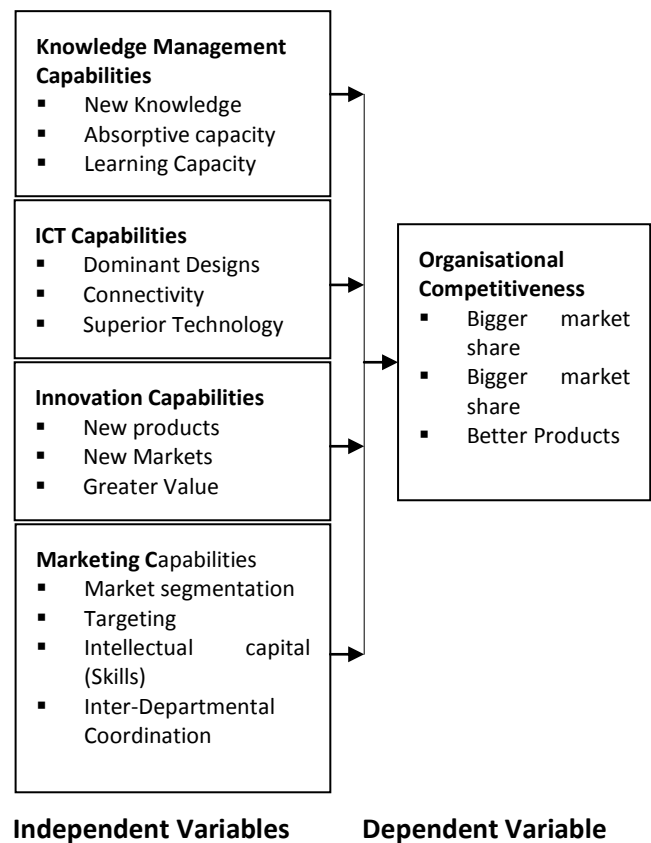 Knowledge Management
Capabilities
▪ New Knowledge
▪ Absorptive capacity
▪ Learning Capacity
ICT Capabilities
▪ Dominant Designs
▪ Connectivity
▪ Superior Technology
Innovation Capabilities
▪ New products
▪ New Markets
▪ Greater Value
Marketing Capabilities
▪ Market segmentation
▪ Targeting
▪ Intellectual capital
(Skills)
▪ Inter-Departmental
Coordination
Organisational
Competitiveness
▪ Bigger market
share
▪ Bigger market
share
▪ Better Products
Independent Variables
Dependent Variable